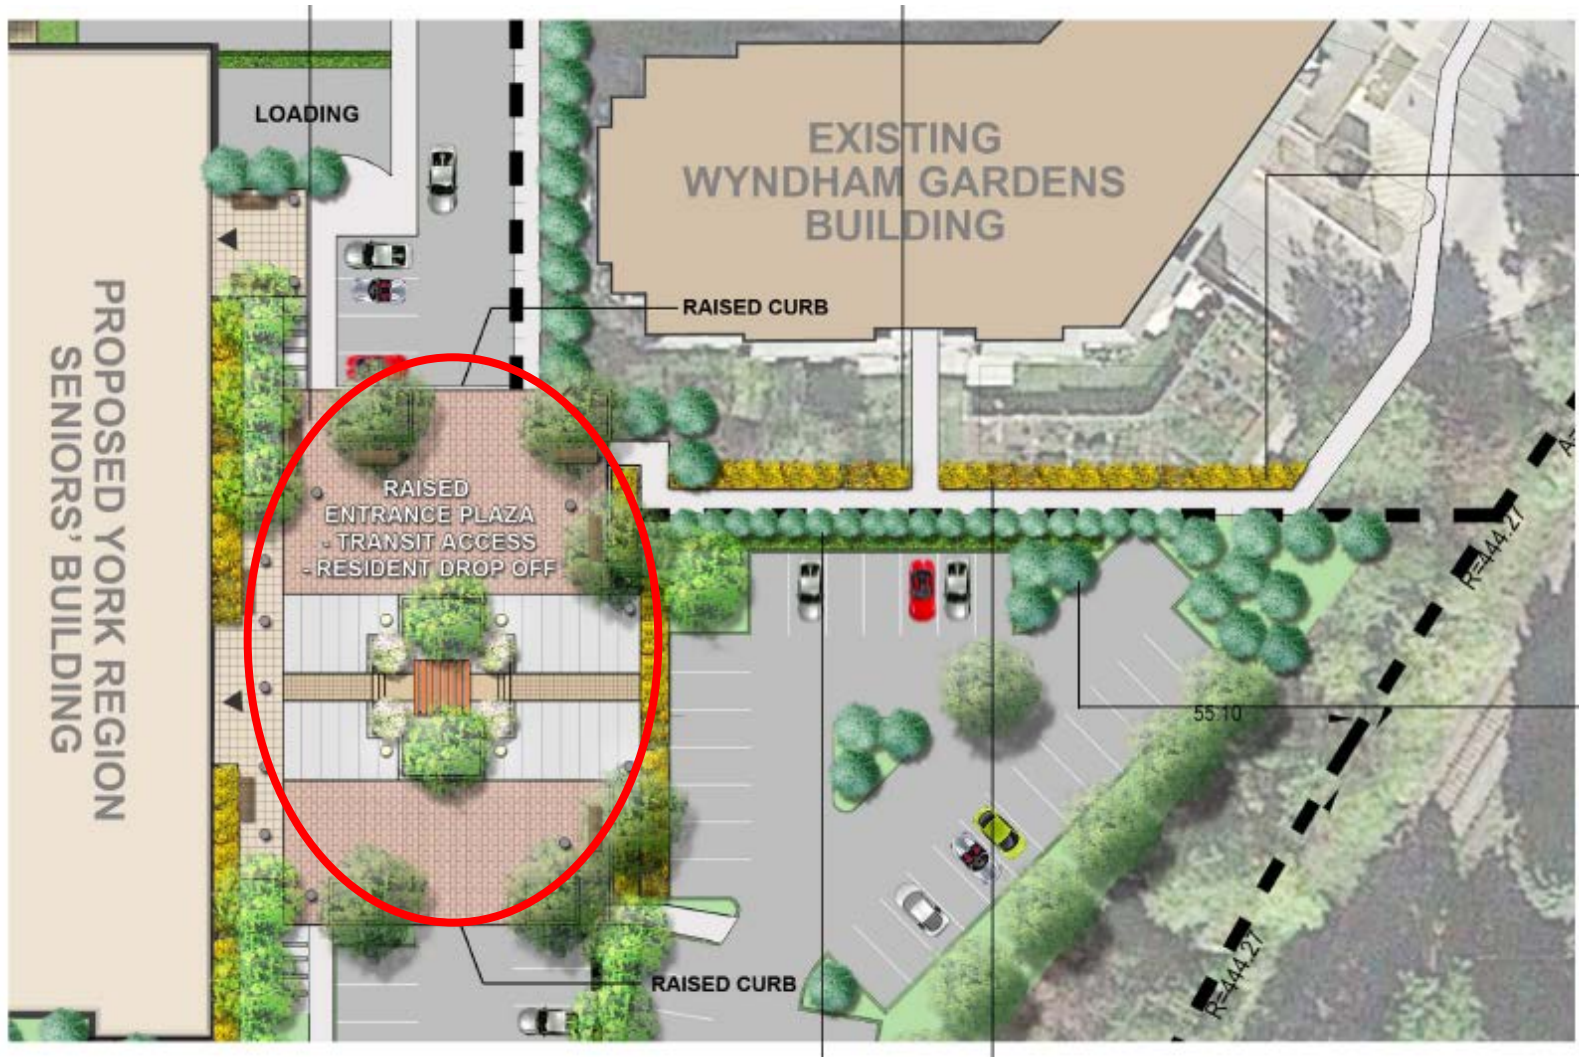 LOADING
EXISTING
WYNDHAM GARDENS
BUILDING
RAISED CURB
PROPOSED YORK REGION
SENIORS' BUILDING
RAISED
ENTRANCE PLAZA
- TRANSIT ACCESS
- RESIDENT DROP OFF
A=
R=444.27
55.10
R=444.27
RAISED CURB